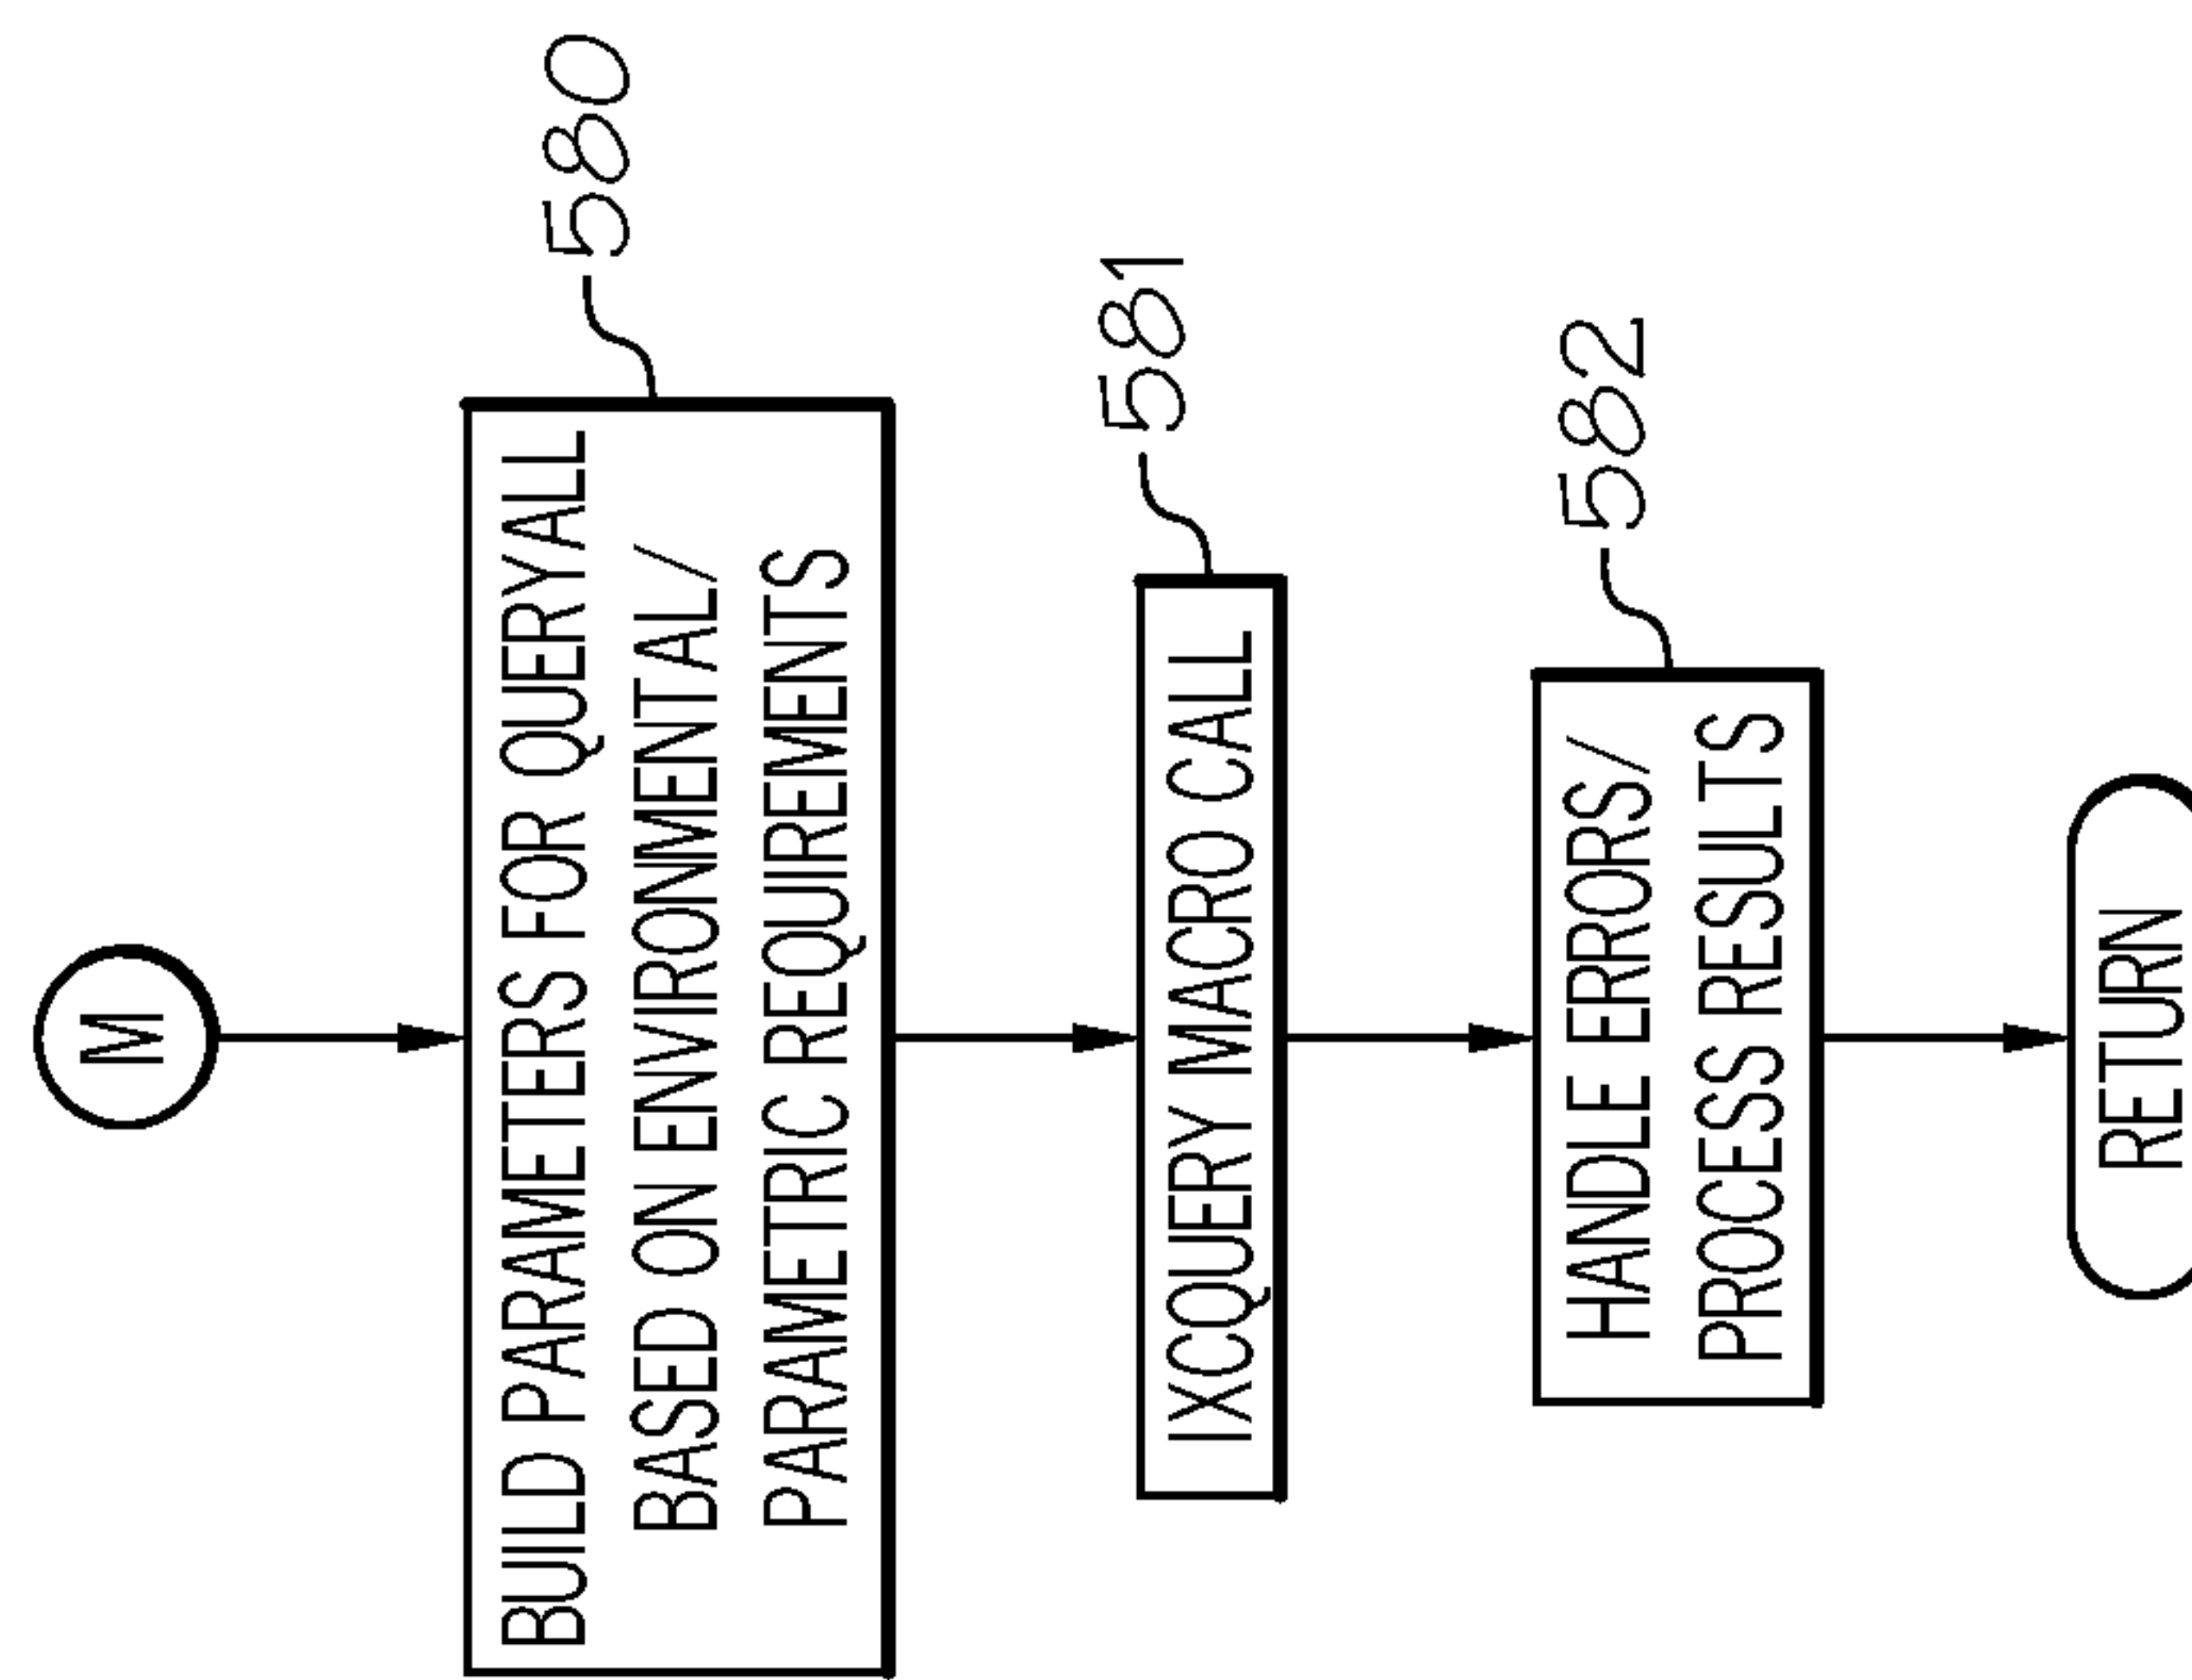 M
BUILD PARAMETERS FOR QUERYALL
BASED ON ENVIRONMENTAL/
PARAMETRIC REQUIREMENTS
580
IXCQUERY MACRO CALL
581
HANDLE ERRORS/
PROCESS RESULTS
582
RETURN